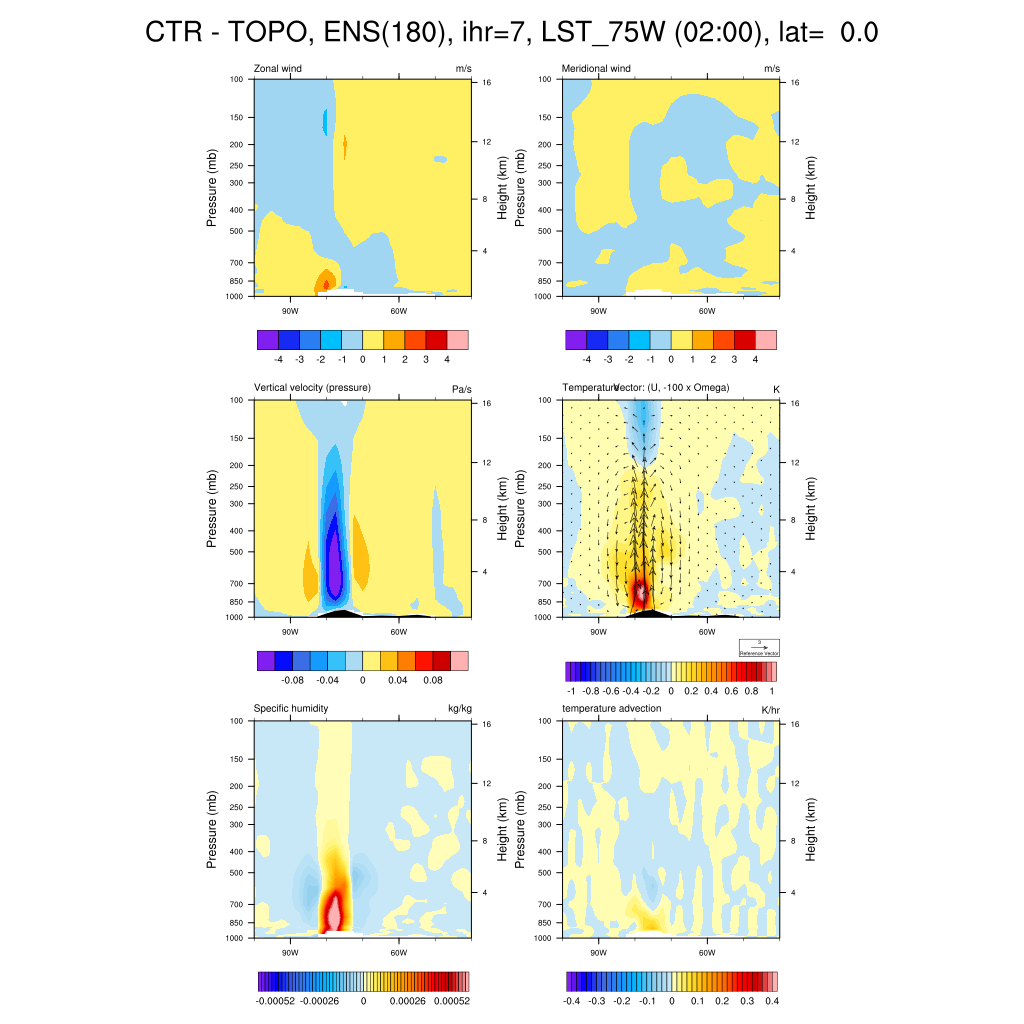 CTR - TOPO, ENS(180), ihr=7, LST_75W (02:00), lat=  0.0
Zonal wind m/s Meridional wind m/s
100 16 100 16
150 150
12 12
200 200
250 250
300 300
8 8
400 400
500 500
4 4
700 700
850 850
1000 1000
Pressure (mb) Height (km) Pressure (mb) Height (km)
90W 60W 90W 60W
-4 -3 -2 -1 0 1 2 3 4 -4 -3 -2 -1 0 1 2 3 4
Vertical velocity (pressure) Pa/s Temperature Vector: (U, -100 x Omega) K
100 16 100 16
150 150
12 12
200 200
250 250
300 300
8 8
400 400
500 500
4 4
700 700
850 850
1000 1000
Pressure (mb) Height (km) Pressure (mb) Height (km)
90W 60W 90W 60W
3
Reference Vector
-0.08 -0.04 0 0.04 0.08 -1 -0.8 -0.6 -0.4 -0.2 0 0.2 0.4 0.6 0.8 1
Specific humidity kg/kg temperature advection K/hr
100 16 100 16
150 150
12 12
200 200
250 250
300 300
8 8
400 400
500 500
4 4
700 700
850 850
1000 1000
Pressure (mb) Height (km) Pressure (mb) Height (km)
90W 60W 90W 60W
-0.00052 -0.00026 0 0.00026 0.00052 -0.4 -0.3 -0.2 -0.1 0 0.1 0.2 0.3 0.4